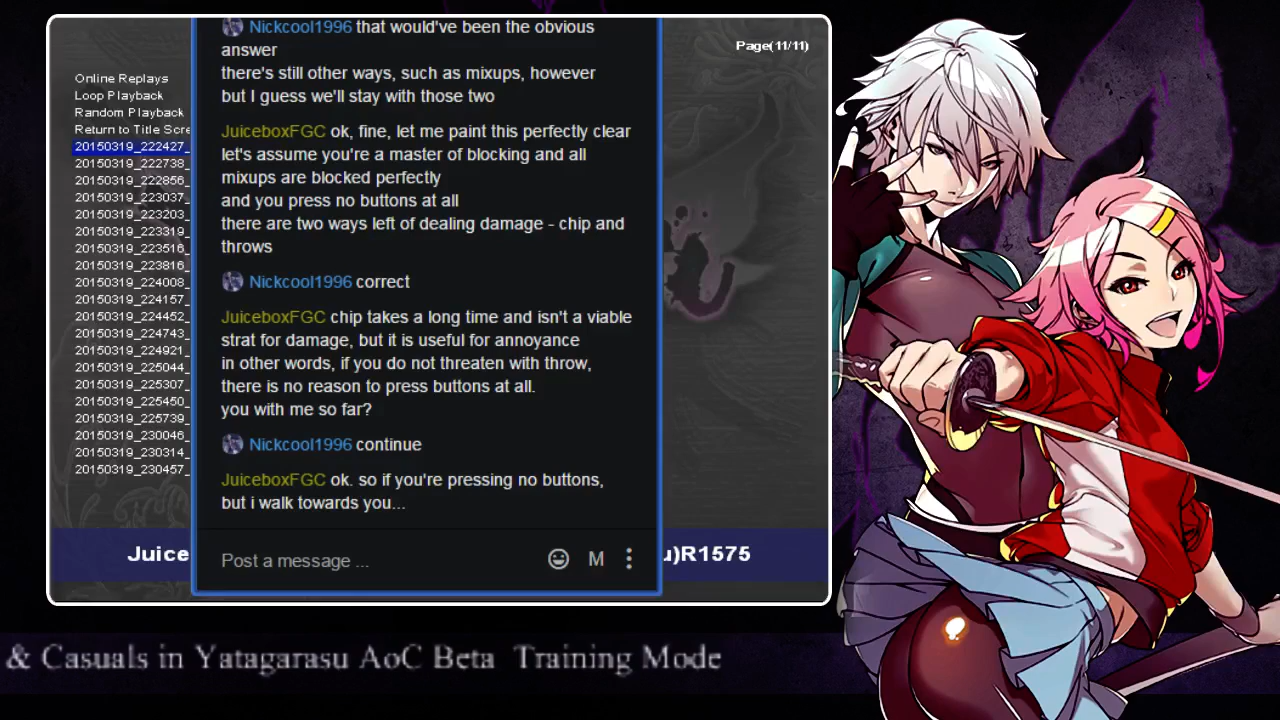 Page(11/11)
Online Replays
Loop Playback
Random Playback
Return to Title Scre
20150319_222427_
20150319_222738_
20150319_222856_
20150319_223037_
20150319_223203_
20150319_223319_
20150319_223516_
20150319_223816_
20150319_224008_
20150319_224157_
20150319_224452_
20150319_224743_
20150319_224921_
20150319_225044_
20150319_225307_
20150319_225450_
20150319_225739_
20150319_230046_
20150319_230314_
20150319_230457_
Nickcool1996 that would've been the obvious
answer
there's still other ways, such as mixups, however
but I guess we'll stay with those two
JuiceboxFGC ok, fine, let me paint this perfectly clear
let's assume you're a master of blocking and all
mixups are blocked perfectly
and you press no buttons at all
there are two ways left of dealing damage - chip and
throws
Nickcool1996 correct
JuiceboxFGC chip takes a long time and isn't a viable
strat for damage, but it is useful for annoyance
in other words, if you do not threaten with throw,
there is no reason to press buttons at all.
you with me so far?
Nickcool1996 continue
JuiceboxFGC ok. so if you're pressing no buttons,
but i walk towards you...
Post a message ... M
Juice u)R1575
& Casuals in Yatagarasu AoC Beta Training Mode